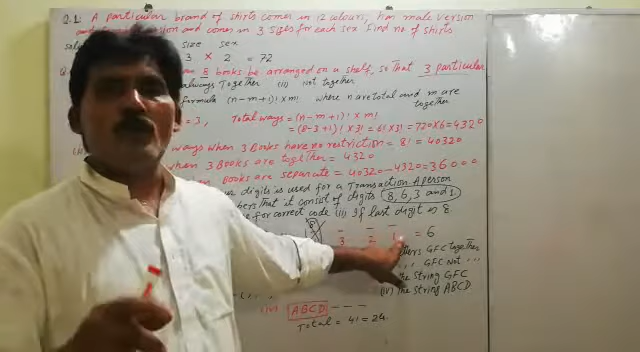 Q.1: A particular brand of shirts comes in 12 colours, has male version
and comes in 3 sizes for each sex. Find no of shirts
size sex
3 × 2 = 72
8 books be arranged on a shelf, so that 3 particular
always Together (ii) Not together
formula (n-m+1)! × m! where n are total and m are together
= 3, Total ways = (n-m+1)! × m!
= (8-3+1)! × 3! = 6! × 3! = 720×6 = 4320
ways when 3 Books have no restriction = 8! = 40320
when 3 Books are together = 4320
Books are separate = 40320 - 4320 = 36000
digits is used for a Transaction. A person
that it consist of digits 8, 6, 3 and 1
for correct code (ii) If last digit is 8
3 2 1 = 6
GFC together
GFC Not
the string GFC
(iv) The string ABCD
(iv) ABCD - - -
Total = 4! = 24